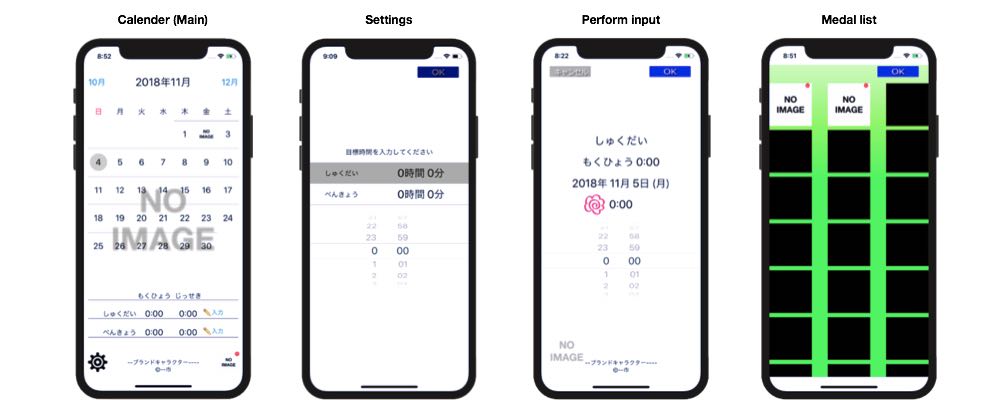 Calender (Main)
8:52
10月 2018年11月 12月
日 月 火 水 木 金 土
1 NO IMAGE 3
4 5 6 7 8 9 10
11 12 13 14 15 16 17
18 19 20 21 22 23 24
25 26 27 28 29 30
NO
IMAGE
もくひょう じっせき
しゅくだい 0:00 0:00 入力
べんきょう 0:00 0:00 入力
--ブランドキャラクター----
©--市
NO
IMAGE
Settings
9:09
OK
目標時間を入力してください
しゅくだい 0時間 0分
べんきょう 0時間 0分
21 57
22 58
23 59
0 00
1 01
2 02
Perform input
8:22
キャンセル OK
しゅくだい
もくひょう 0:00
2018年 11月 5日 (月)
0:00
22 58
23 59
0 00
1 01
2 02
NO
IMAGE
--ブランドキャラクター----
©--市
Medal list
8:51
OK
NO
IMAGE
NO
IMAGE